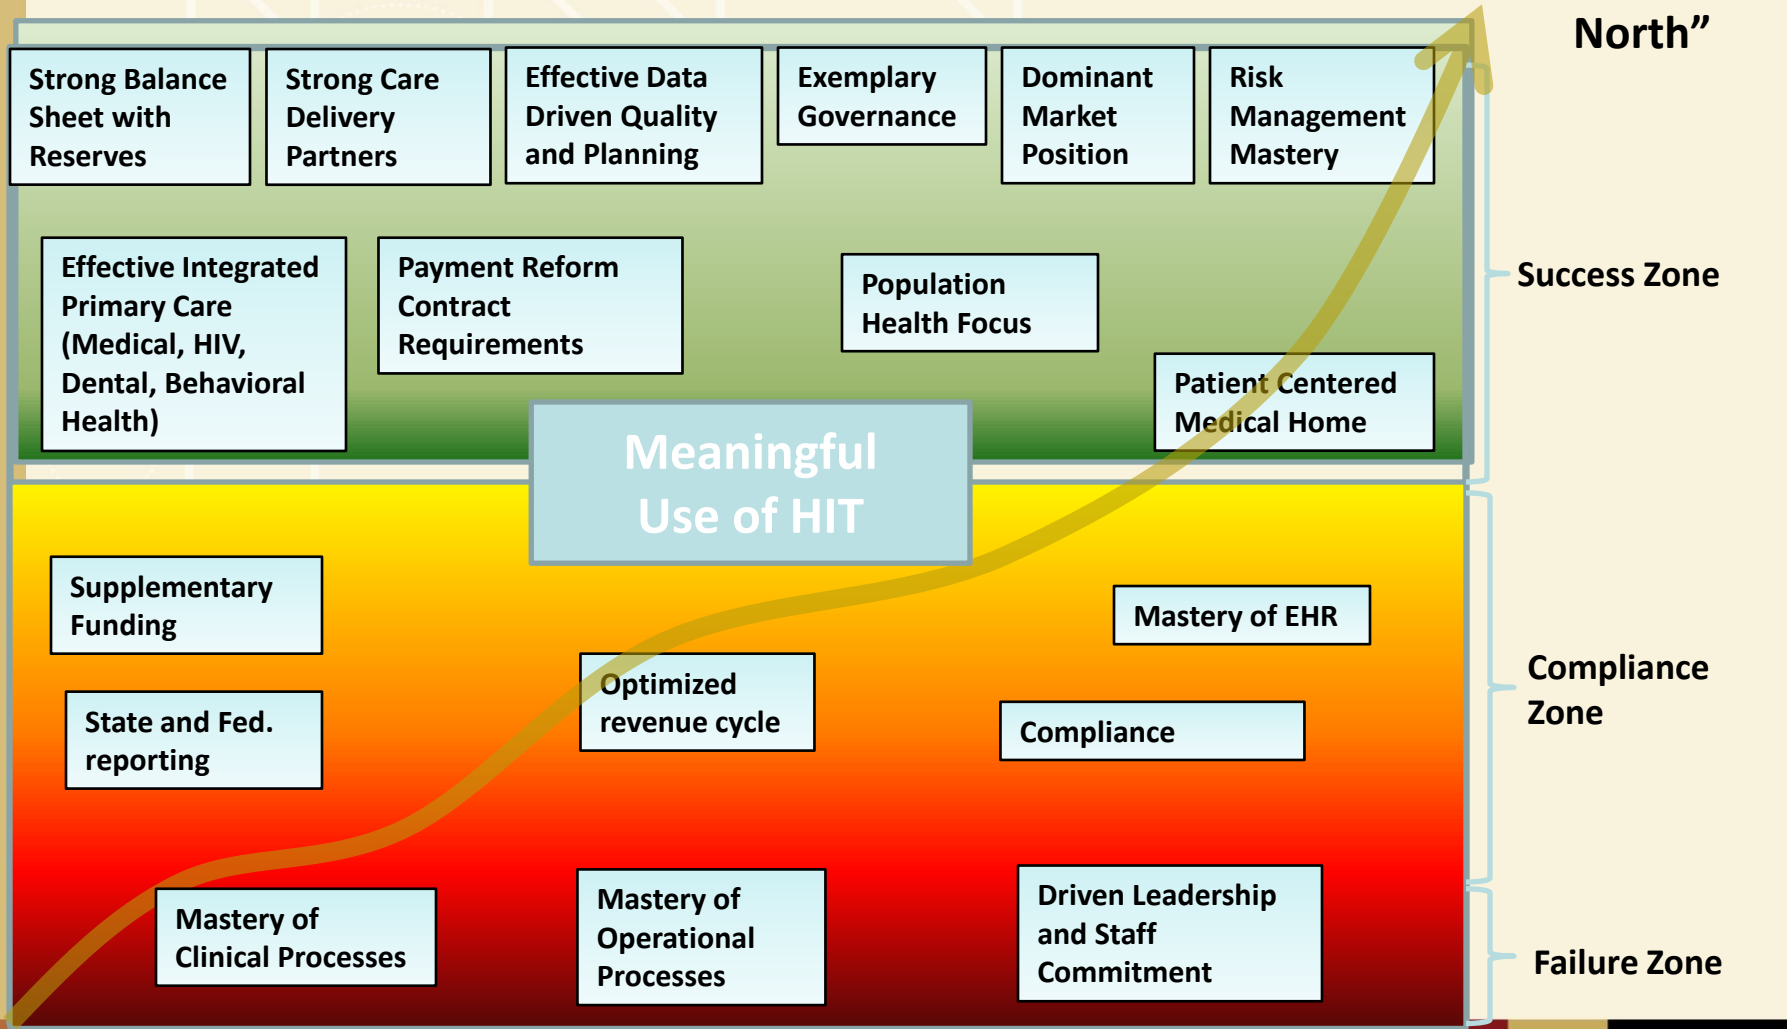 North”
Strong Balance
Sheet with
Reserves
Strong Care
Delivery
Partners
Effective Data
Driven Quality
and Planning
Exemplary
Governance
Dominant
Market
Position
Risk
Management
Mastery
Effective Integrated
Primary Care
(Medical, HIV,
Dental, Behavioral
Health)
Payment Reform
Contract
Requirements
Population
Health Focus
Patient Centered
Medical Home
Success Zone
Meaningful
Use of HIT
Supplementary
Funding
Mastery of EHR
State and Fed.
reporting
Optimized
revenue cycle
Compliance
Compliance
Zone
Mastery of
Clinical Processes
Mastery of
Operational
Processes
Driven Leadership
and Staff
Commitment
Failure Zone